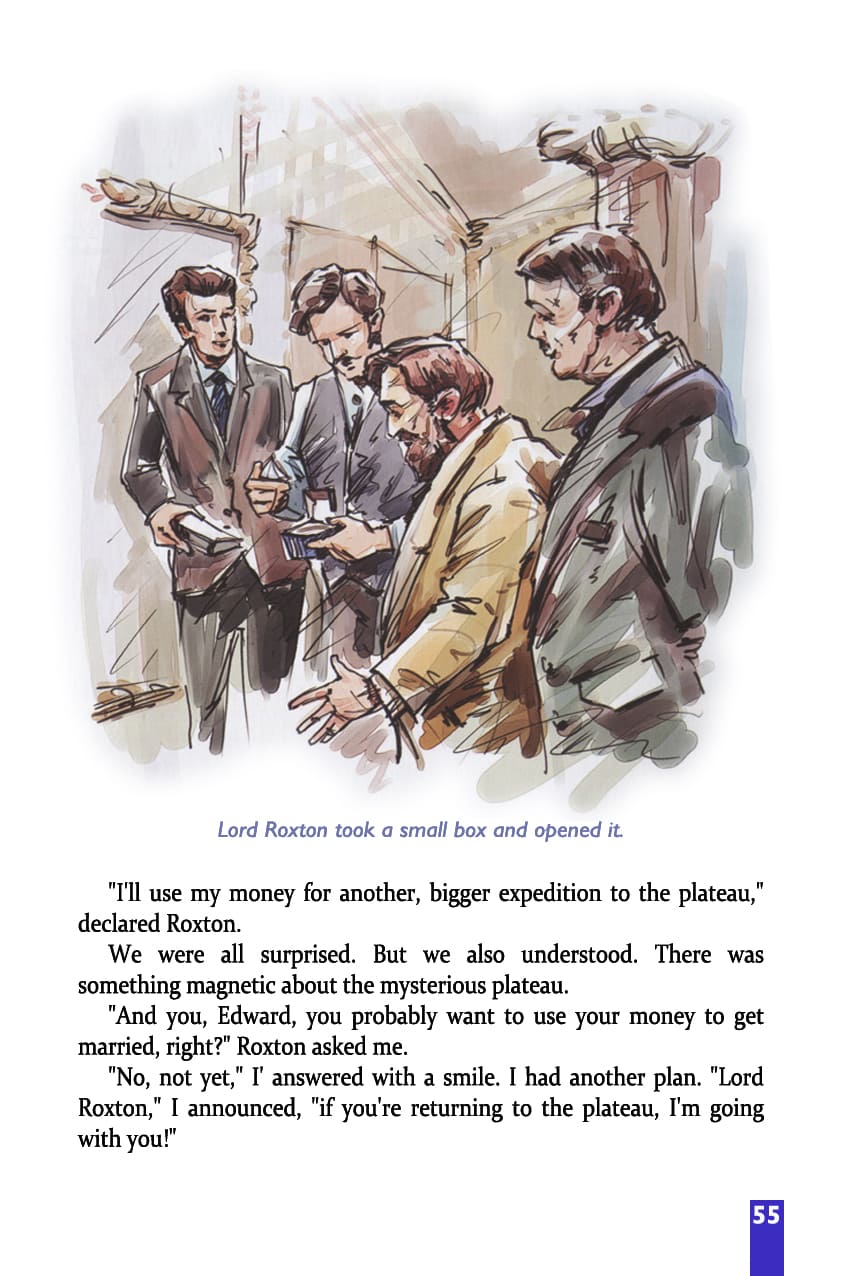 Lord Roxton took a small box and opened it.
"I'll use my money for another, bigger expedition to the plateau,"
declared Roxton.
We were all surprised. But we also understood. There was
something magnetic about the mysterious plateau.
"And you, Edward, you probably want to use your money to get
married, right?" Roxton asked me.
"No, not yet," I' answered with a smile. I had another plan. "Lord
Roxton," I announced, "if you're returning to the plateau, I'm going
with you!"
55